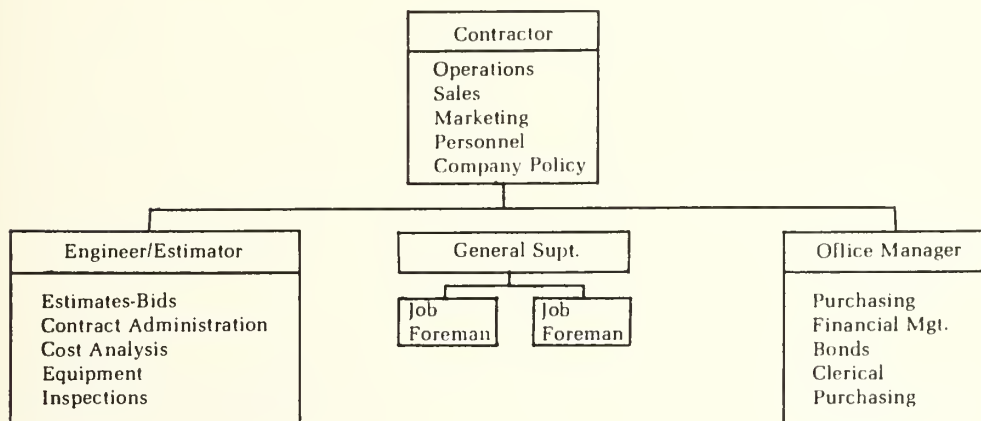 Contractor
Operations
Sales
Marketing
Personnel
Company Policy
Engineer/Estimator
Estimates-Bids
Contract Administration
Cost Analysis
Equipment
Inspections
General Supt.
Job
Foreman
Job
Foreman
Office Manager
Purchasing
Financial Mgt.
Bonds
Clerical
Purchasing